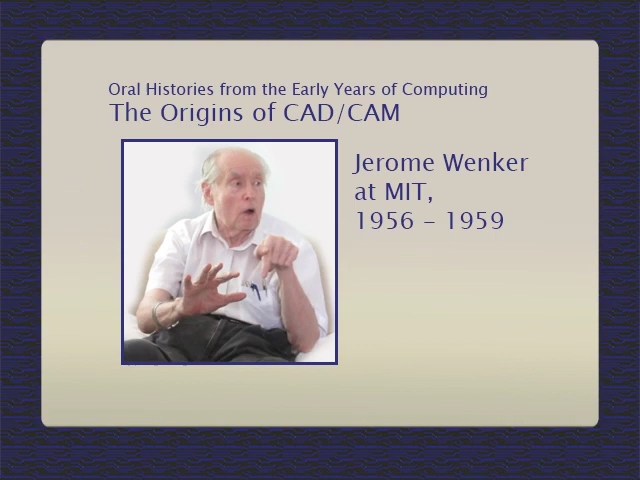 Oral Histories from the Early Years of Computing
The Origins of CAD/CAM
Jerome Wenker
at MIT,
1956 – 1959